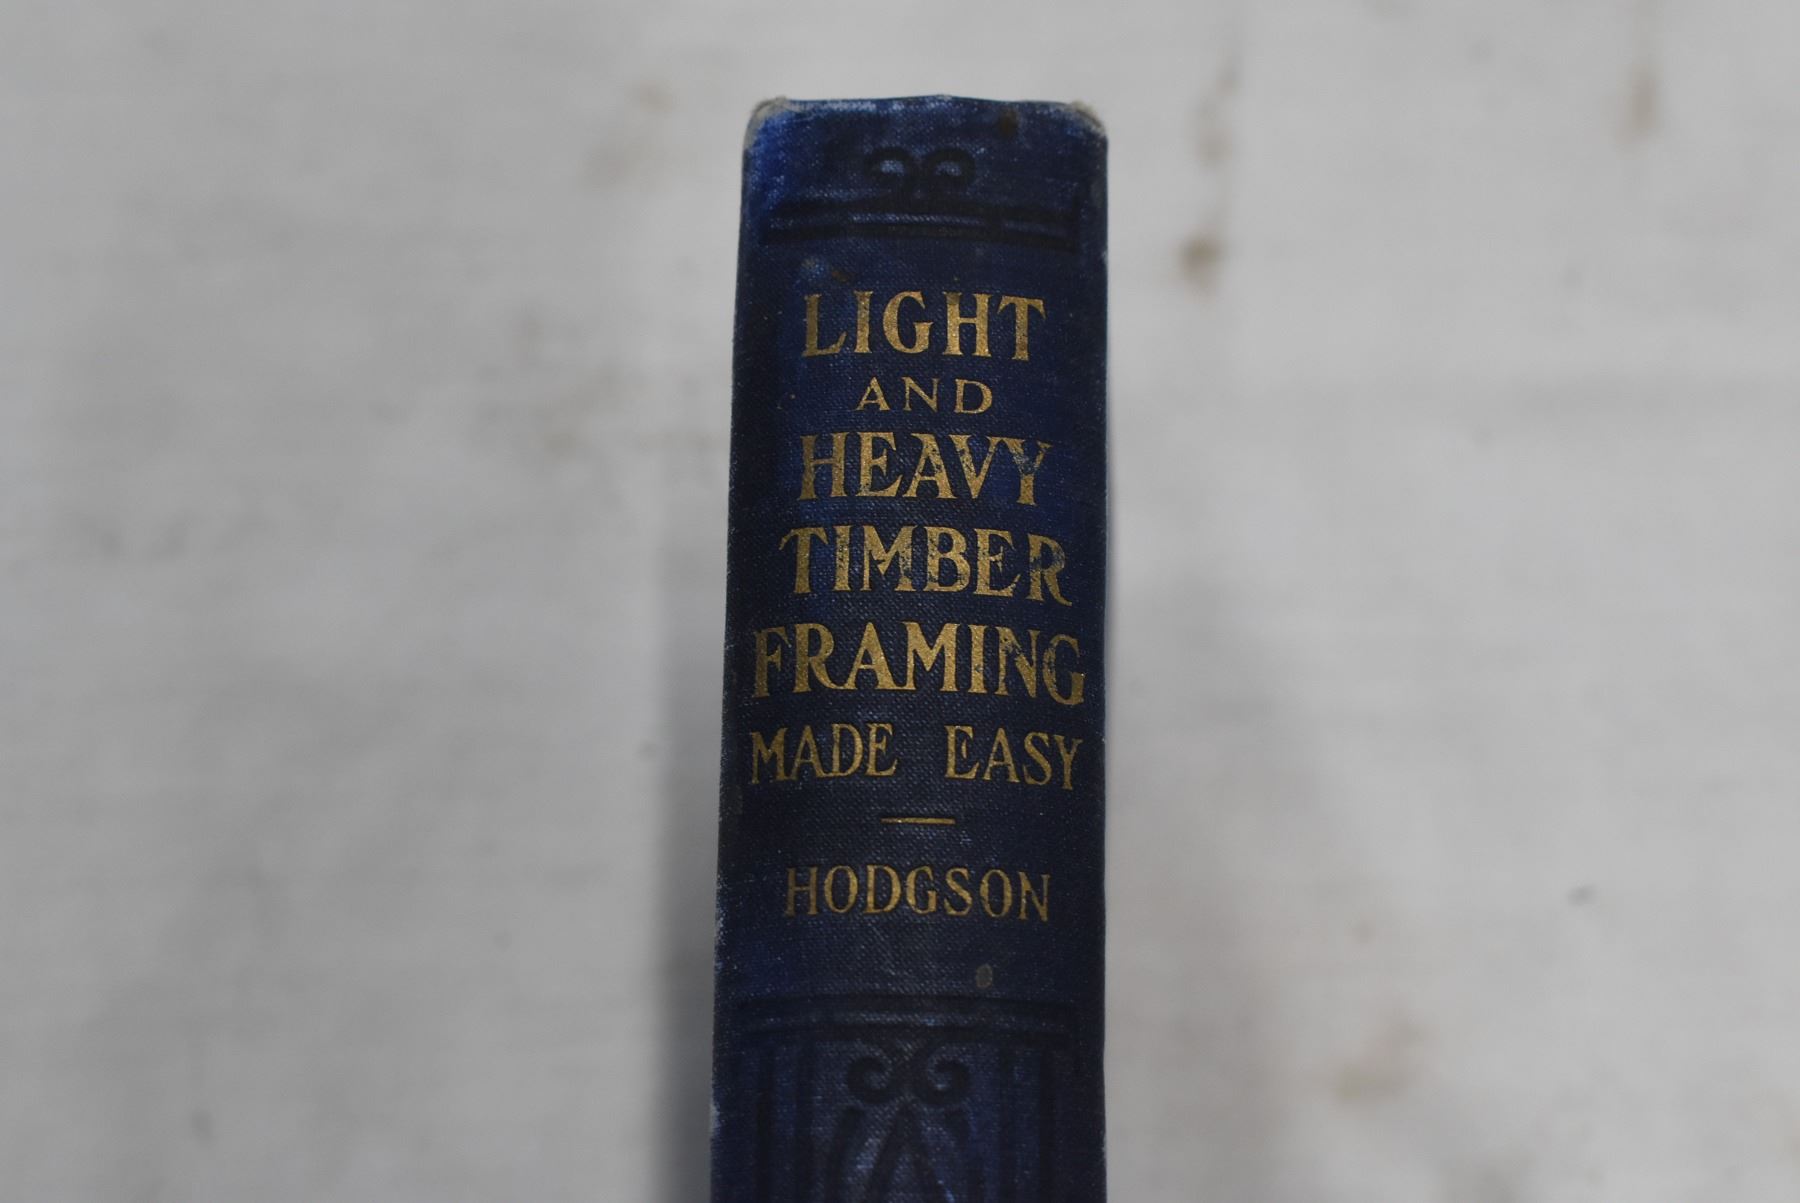 LIGHT
AND
HEAVY
TIMBER
FRAMING
MADE EASY
HODGSON